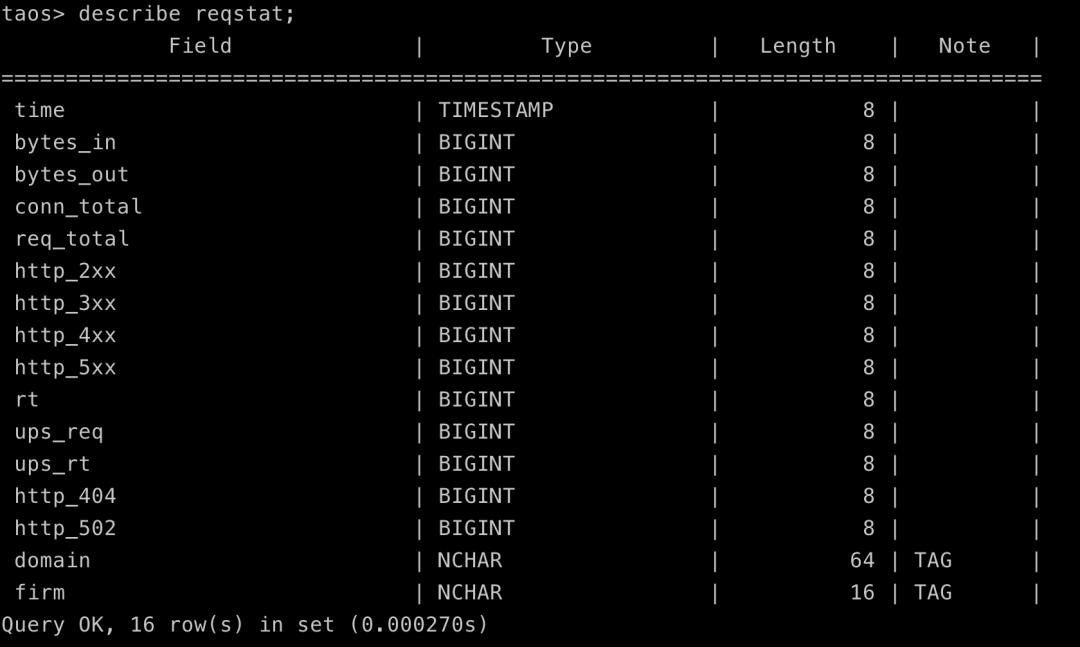 taos> describe reqstat;
Field | Type | Length | Note |
=================================================================================
time | TIMESTAMP | 8 | |
bytes_in | BIGINT | 8 | |
bytes_out | BIGINT | 8 | |
conn_total | BIGINT | 8 | |
req_total | BIGINT | 8 | |
http_2xx | BIGINT | 8 | |
http_3xx | BIGINT | 8 | |
http_4xx | BIGINT | 8 | |
http_5xx | BIGINT | 8 | |
rt | BIGINT | 8 | |
ups_req | BIGINT | 8 | |
ups_rt | BIGINT | 8 | |
http_404 | BIGINT | 8 | |
http_502 | BIGINT | 8 | |
domain | NCHAR | 64 | TAG |
firm | NCHAR | 16 | TAG |
Query OK, 16 row(s) in set (0.000270s)